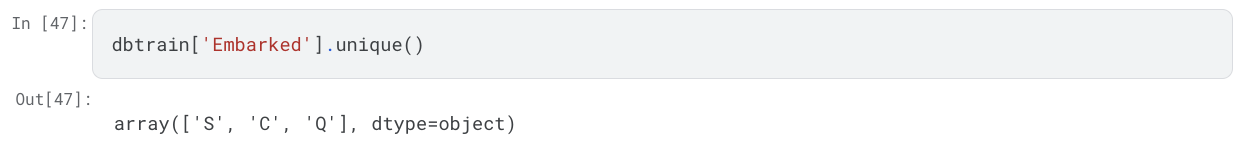 In [47]:
dbtrain['Embarked'].unique()
Out[47]:
array(['S', 'C', 'Q'], dtype=object)